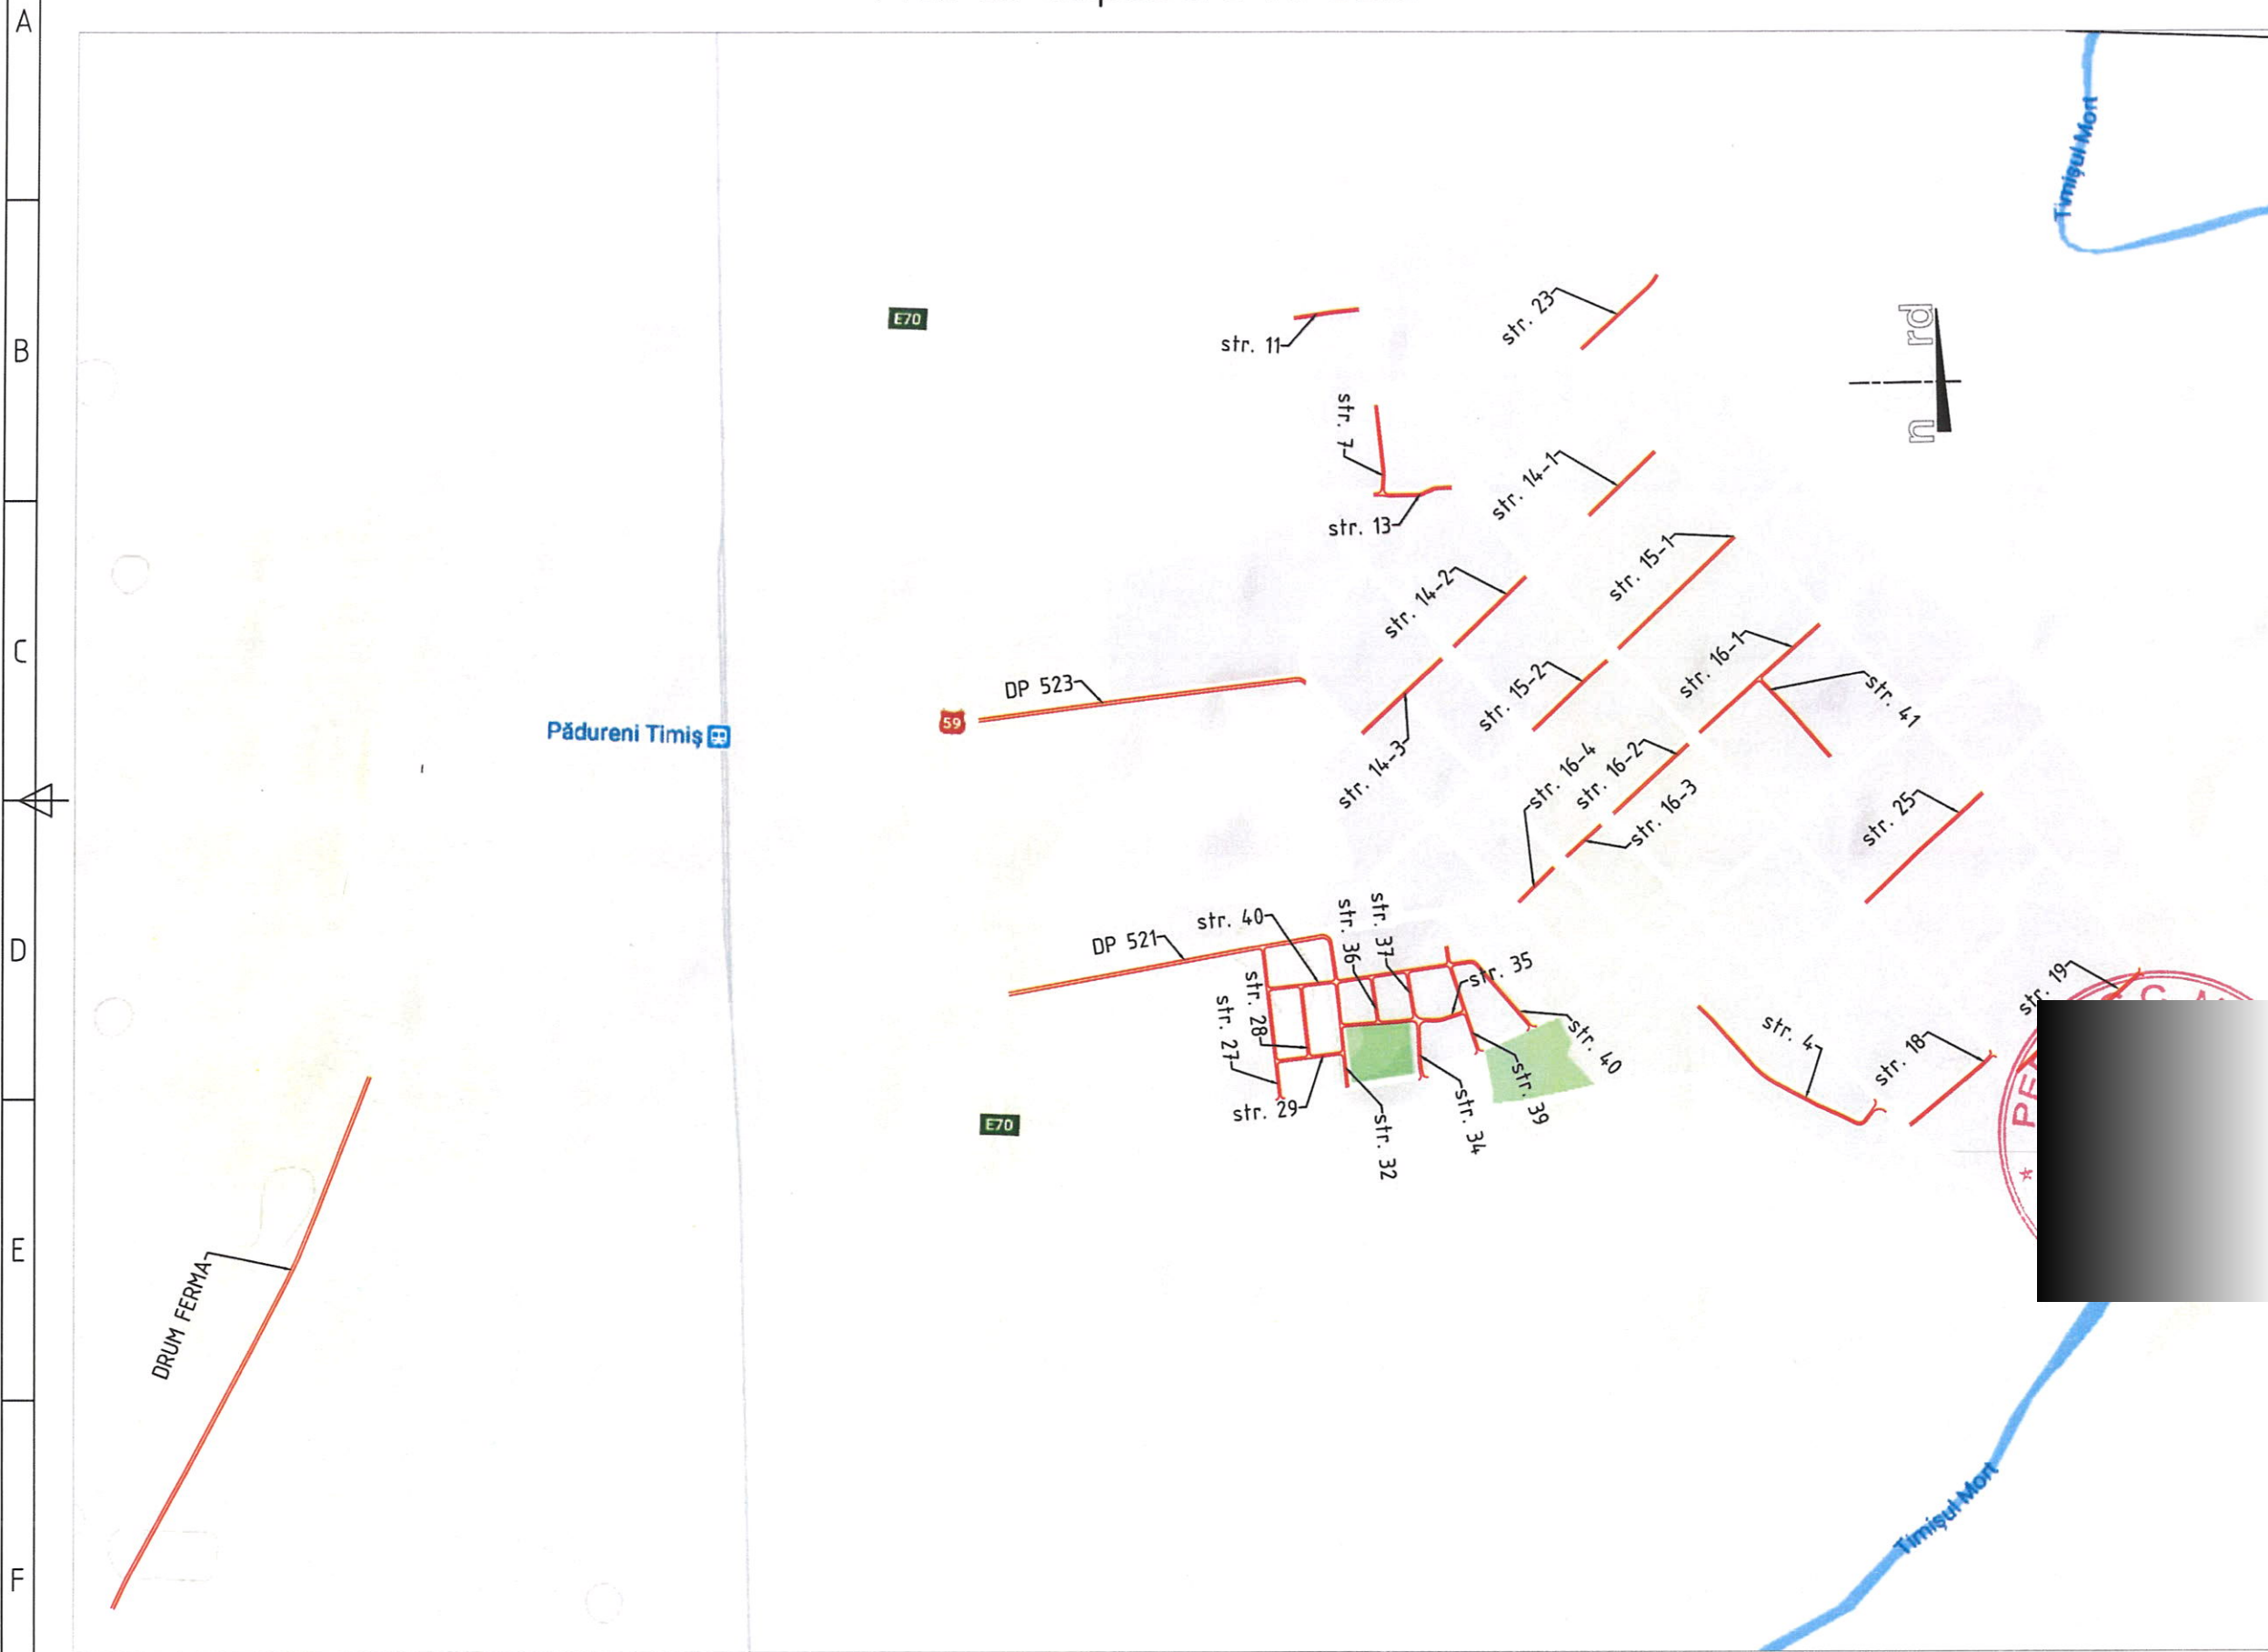 A
B
C
D
E
F
Timișul Mort
E70
str. 11
str. 23
n rd
str. 7
str. 13
str. 14-1
str. 14-2
str. 15-1
DP 523
59
Pădureni Timiș
str. 14-3
str. 15-2
str. 16-1
str. 41
str. 16-4
str. 16-2
str. 16-3
str. 25
DP 521
str. 40
str. 36
str. 37
str. 35
str. 28
str. 27
str. 29
str. 32
str. 34
str. 39
str. 40
str. 4
str. 18
str. 19
E70
DRUM FERMA
Timișul Mort